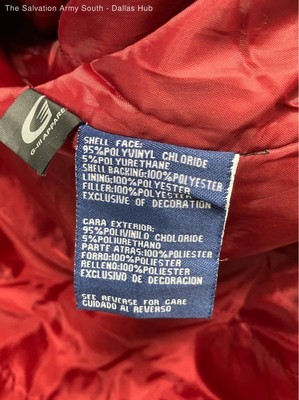 The Salvation Army South - Dallas Hub
G-III APPAREL
SHELL FACE:
95%POLYVINYL CHLORIDE
5%POLYURETHANE
SHELL BACKING:100%POLYESTER
LINING:100%POLYESTER
FILLER:100%POLYESTER
EXCLUSIVE OF DECORATION
CARA EXTERIOR:
95%POLIVINILO CHOLORIDE
5%POLIURETHANO
PARTE ATRAS:100%POLIESTER
FORRO:100%POLIESTER
RELLENO:100%POLIESTER
EXCLUSIVO DE DECORACION
SEE REVERSE FOR CARE
CUIDADO AL REVERSO